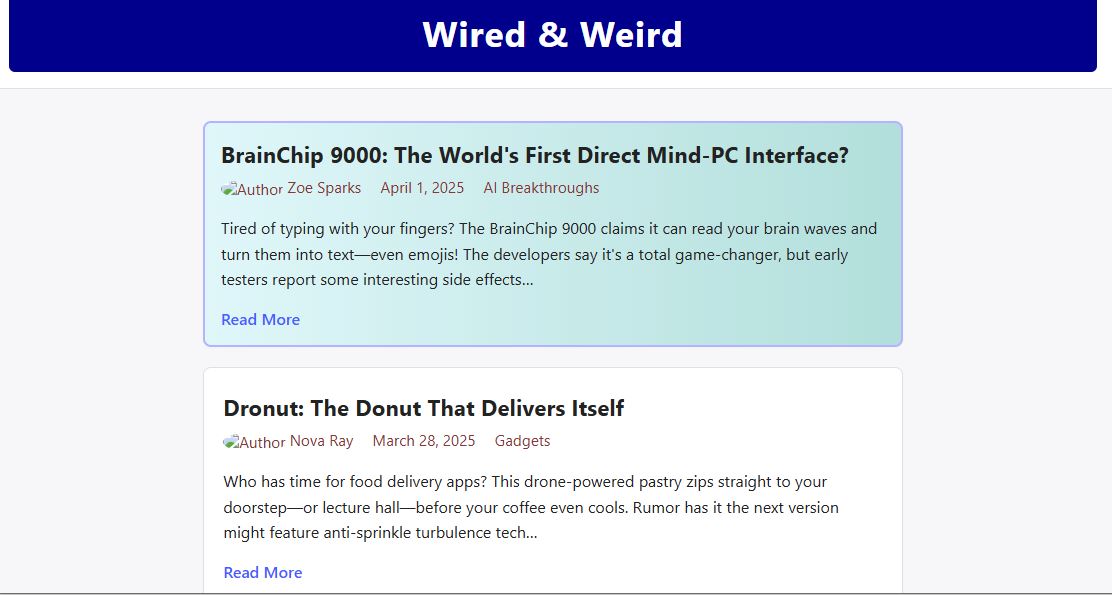 Wired & Weird
BrainChip 9000: The World's First Direct Mind-PC Interface?
Author Zoe Sparks April 1, 2025 AI Breakthroughs
Tired of typing with your fingers? The BrainChip 9000 claims it can read your brain waves and
turn them into text—even emojis! The developers say it's a total game-changer, but early
testers report some interesting side effects...
Read More
Dronut: The Donut That Delivers Itself
Author Nova Ray March 28, 2025 Gadgets
Who has time for food delivery apps? This drone-powered pastry zips straight to your
doorstep—or lecture hall—before your coffee even cools. Rumor has it the next version
might feature anti-sprinkle turbulence tech...
Read More